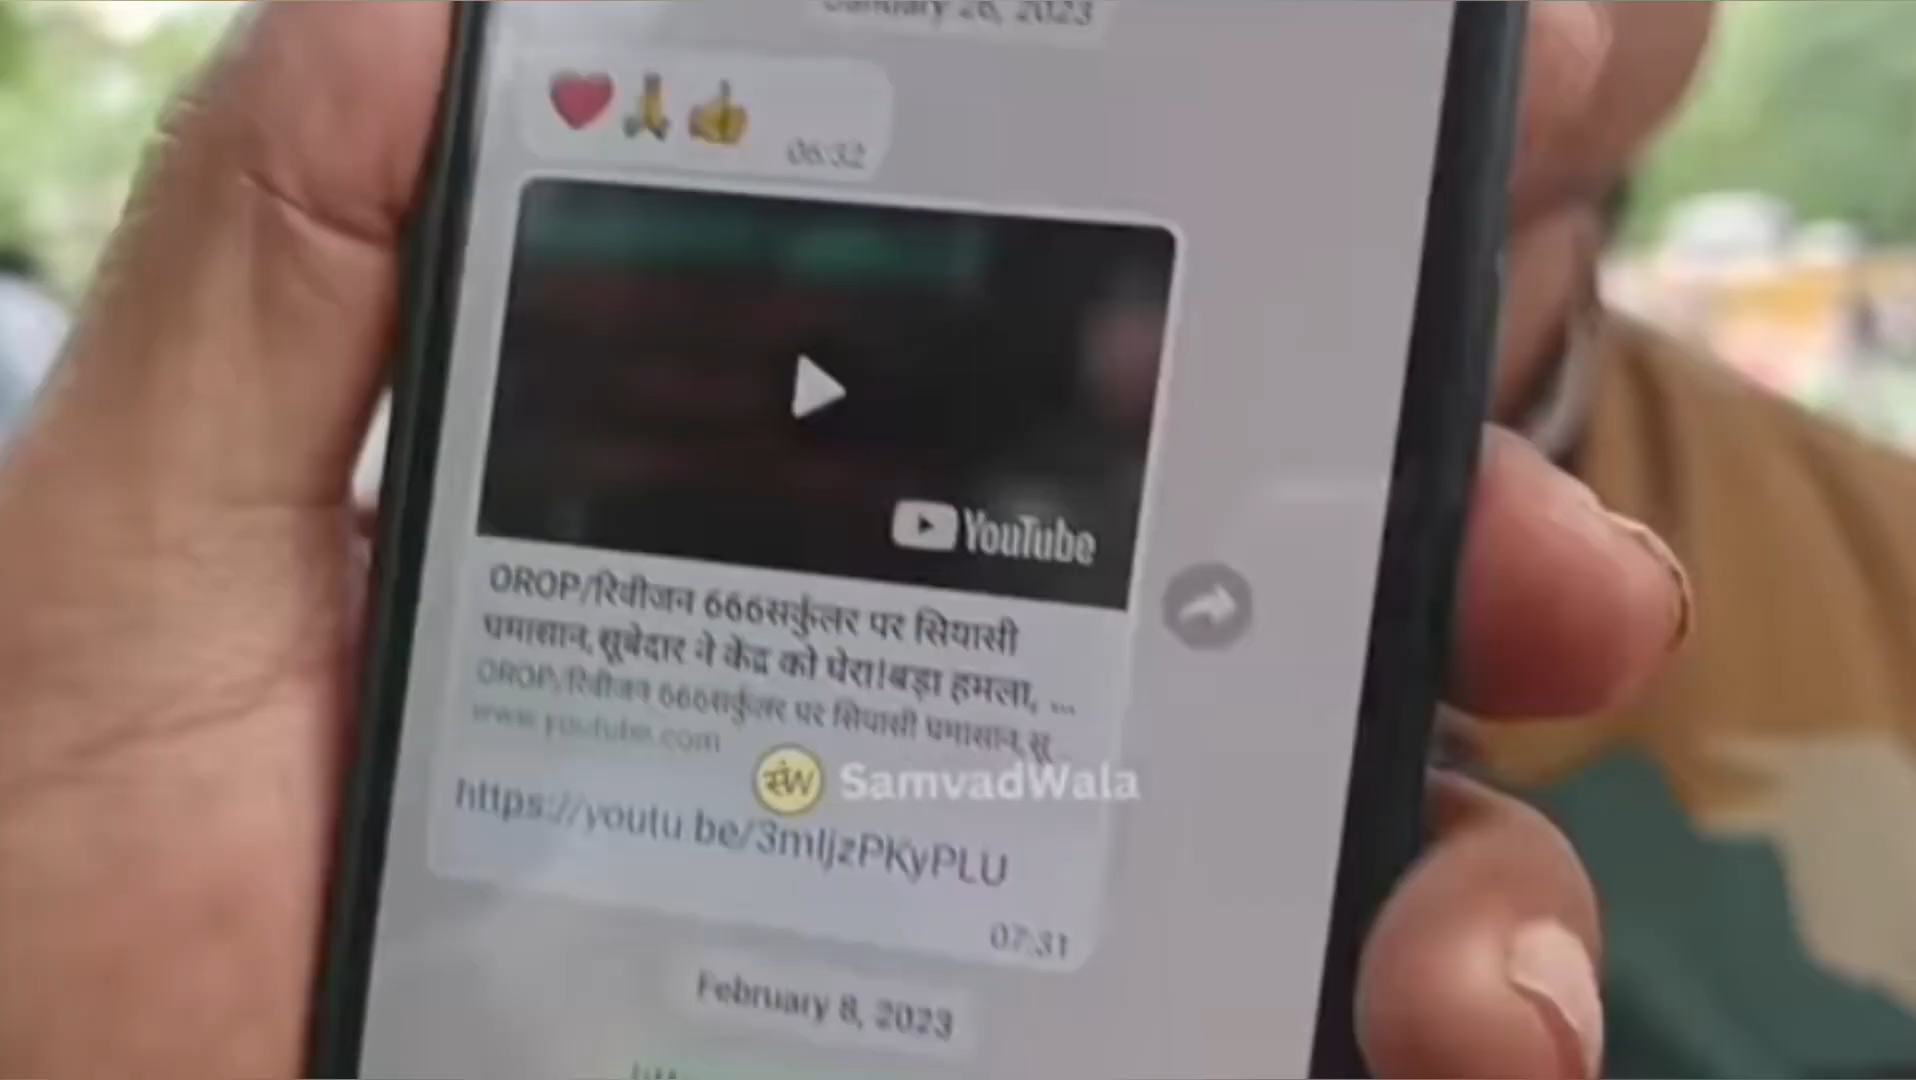 January 26, 2023
06:32
YouTube
OROP/रिवीजन 666सर्कुलर पर सियासी
घमासान,सूबेदार ने केंद्र को घेरा!बड़ा हमला, ...
OROP/रिवीजन 666सर्कुलर पर सियासी घमासान,सू...
www.youtube.com
संW SamvadWala
https://youtu.be/3mIjzPKyPLU
07:31
February 8, 2023